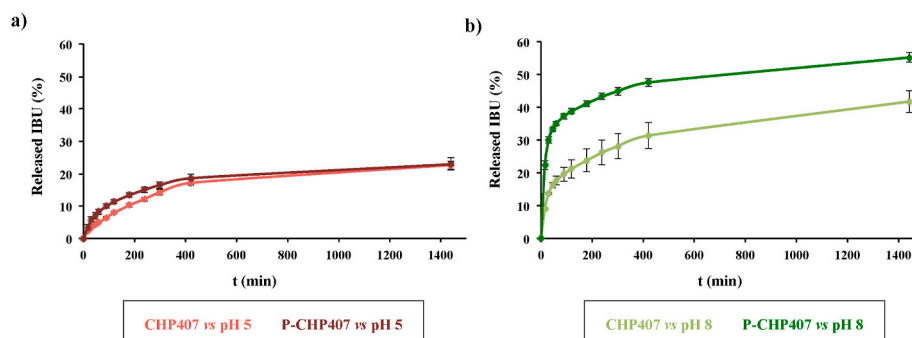 a)
60
50
40
30
20
10
0
Released IBU (%)
0 200 400 600 800 1000 1200 1400
t (min)
CHP407 vs pH 5 P-CHP407 vs pH 5
b)
60
50
40
30
20
10
0
Released IBU (%)
0 200 400 600 800 1000 1200 1400
t (min)
CHP407 vs pH 8 P-CHP407 vs pH 8